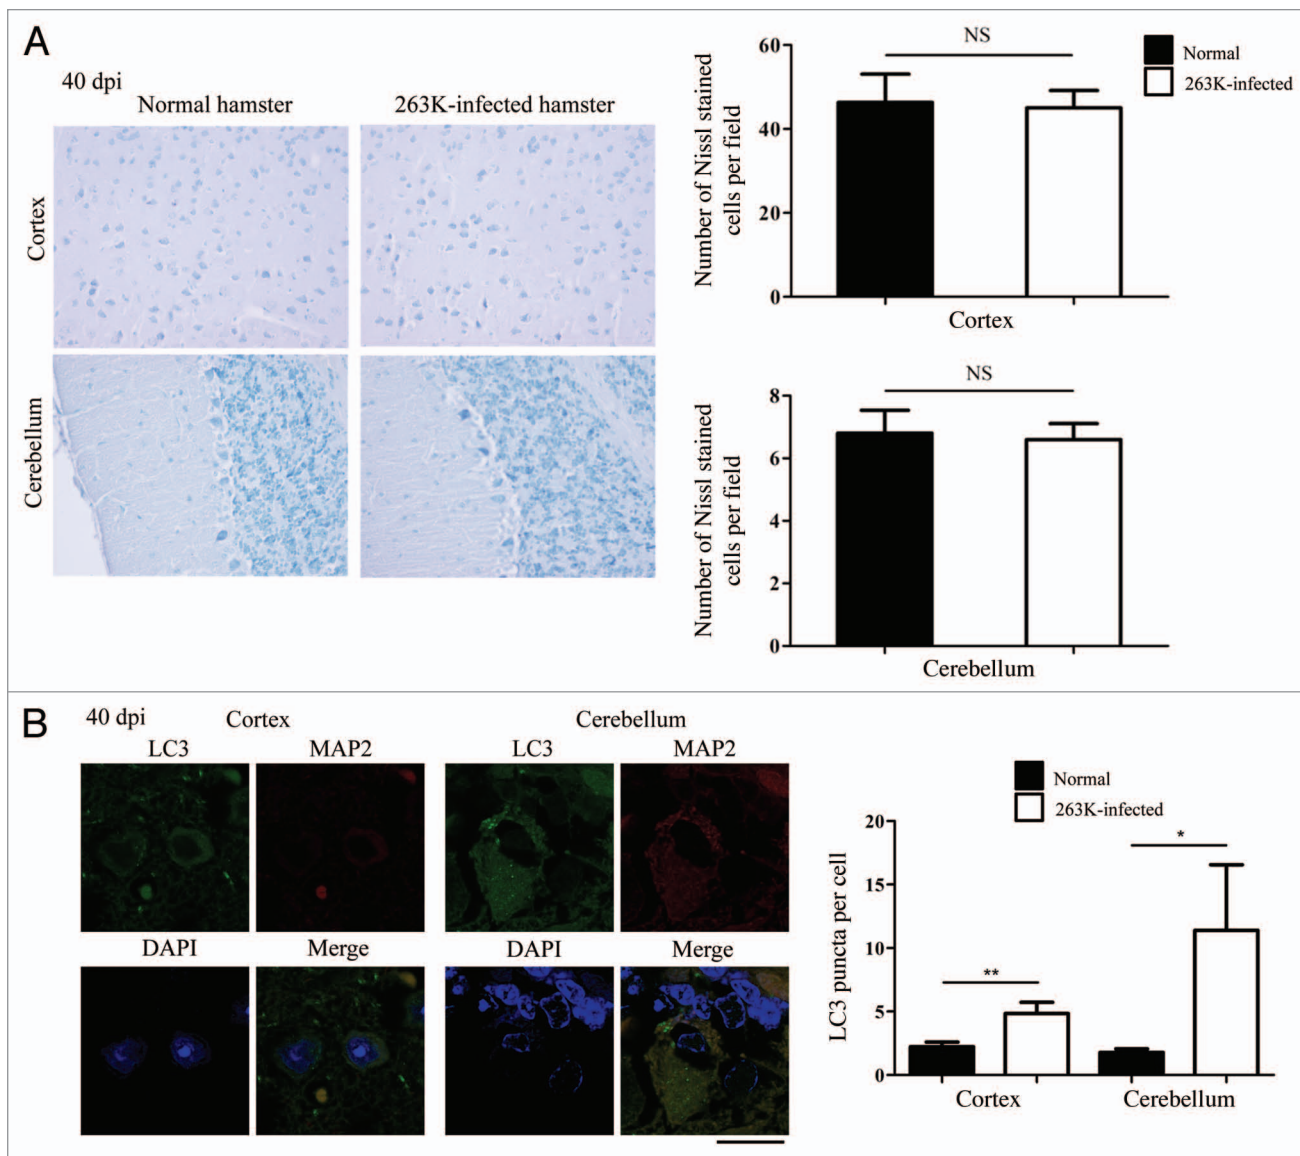 A
40 dpi
Normal hamster
263K-infected hamster
Cortex
Cerebellum
Number of Nissl stained
cells per field
60
40
20
0
NS
Normal
263K-infected
Cortex
Number of Nissl stained
cells per field
8
6
4
2
0
NS
Cerebellum
B
40 dpi
Cortex
Cerebellum
LC3
MAP2
LC3
MAP2
DAPI
Merge
DAPI
Merge
Normal
263K-infected
LC3 puncta per cell
20
15
10
5
0
**
*
Cortex
Cerebellum